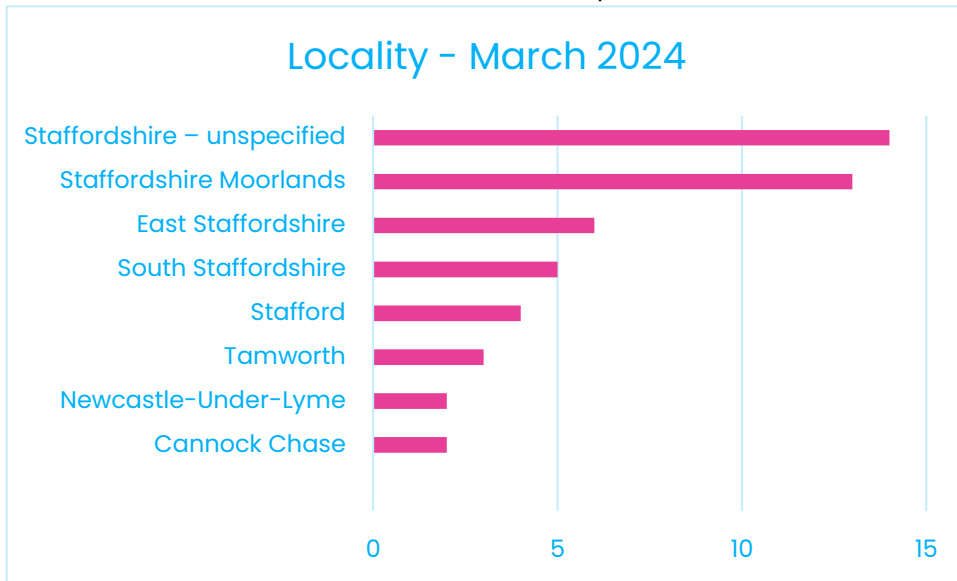 Locality - March 2024
Staffordshire – unspecified
Staffordshire Moorlands
East Staffordshire
South Staffordshire
Stafford
Tamworth
Newcastle-Under-Lyme
Cannock Chase
0 5 10 15